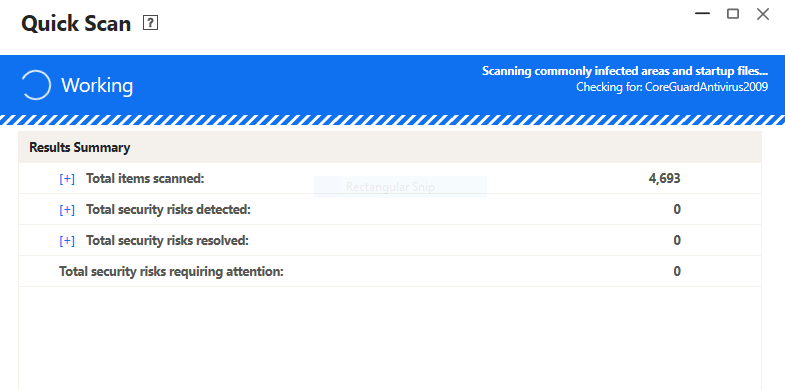 Quick Scan [?]
Working
Scanning commonly infected areas and startup files...
Checking for: CoreGuardAntivirus2009
Results Summary
[+] Total items scanned: 4,693
Rectangular Snip
[+] Total security risks detected: 0
[+] Total security risks resolved: 0
Total security risks requiring attention: 0